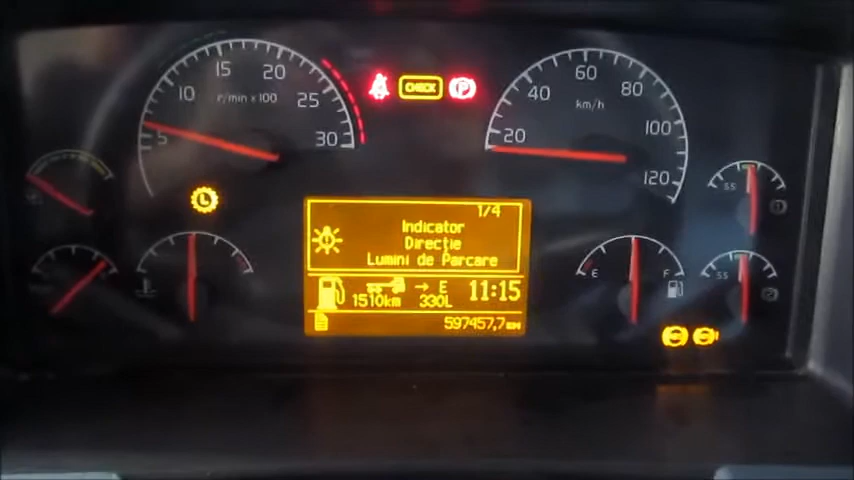 15
20
10
r/min x100
25
5
30
CHECK
P
60
40
80
km/h
20
100
120
L
1/4
Indicator
Direcție
Lumini de Parcare
→ E
1510km
330L
11:15
597457,7KM
E
F